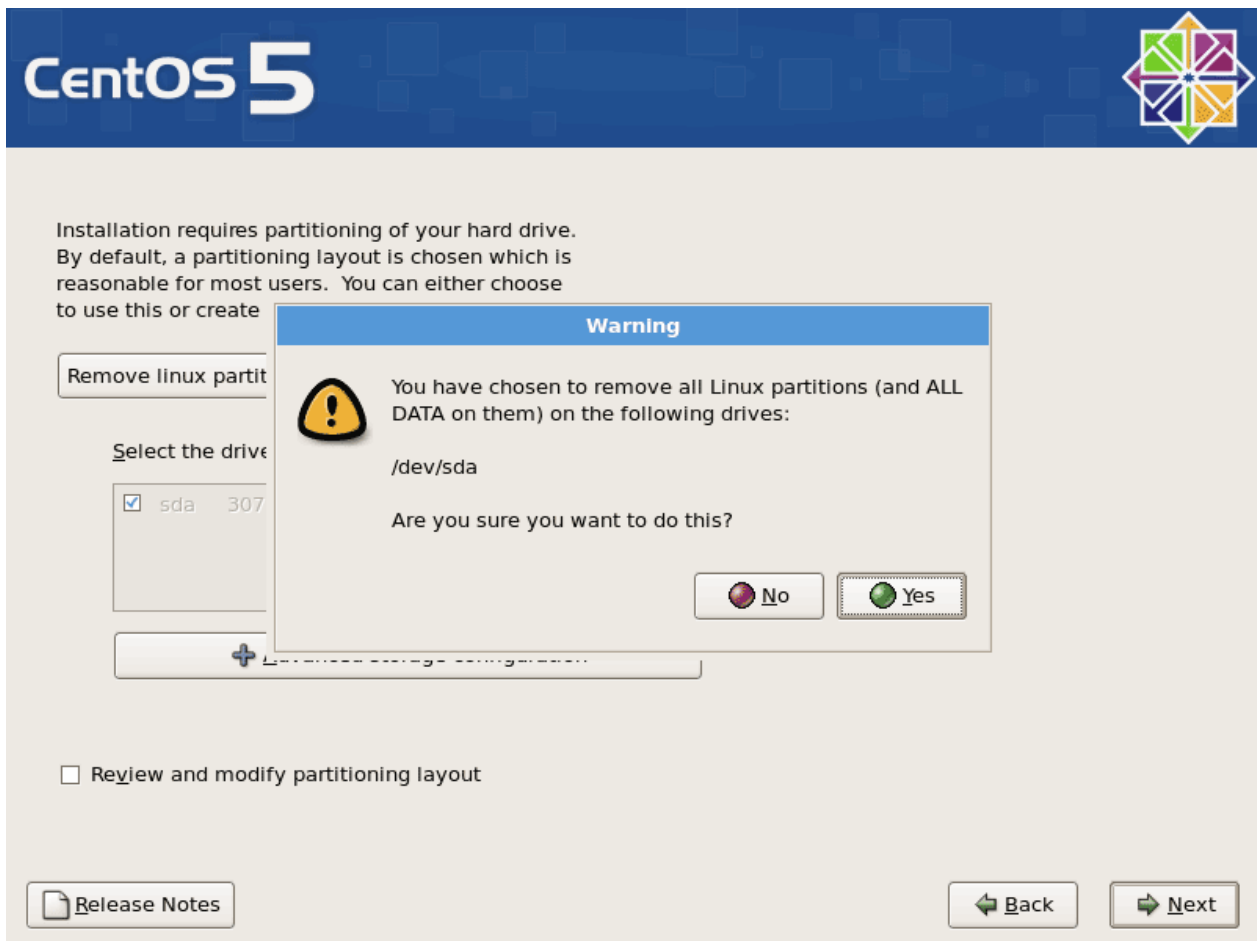 CentOS 5
Installation requires partitioning of your hard drive.
By default, a partitioning layout is chosen which is
reasonable for most users.  You can either choose
to use this or create
Warning
Remove linux partit
You have chosen to remove all Linux partitions (and ALL
DATA on them) on the following drives:
/dev/sda
Are you sure you want to do this?
No
Yes
Select the drive
sda 307
Review and modify partitioning layout
Release Notes
Back
Next